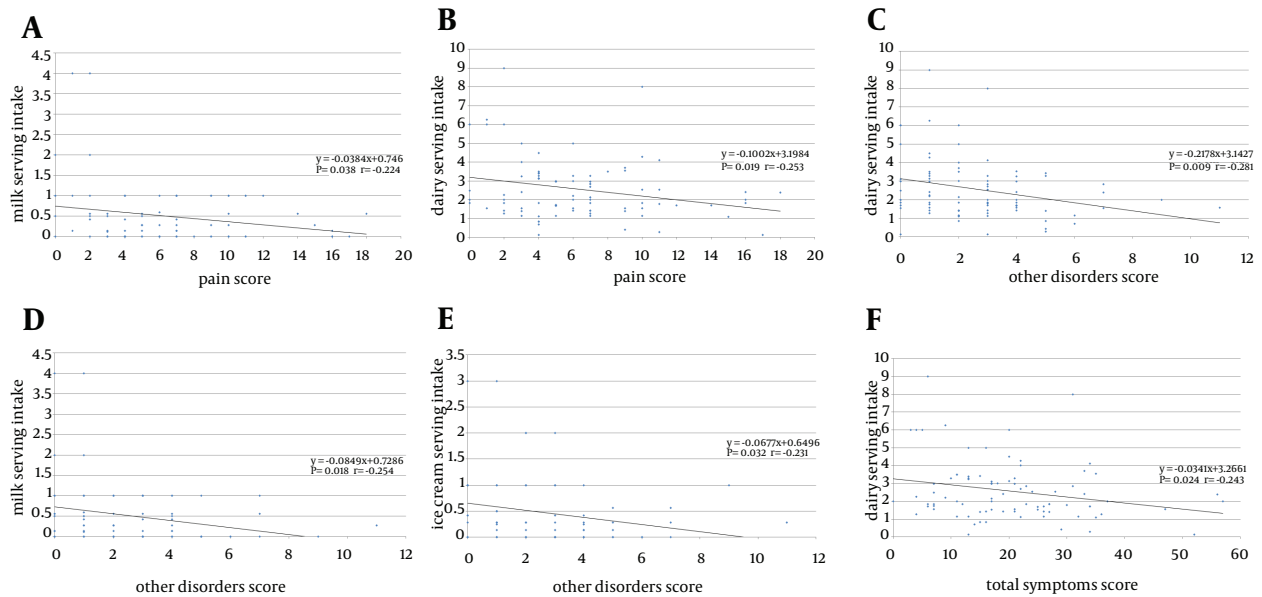 A
4.5
4
3.5
3
2.5
2
1.5
1
0.5
0
milk serving intake
y = -0.0384x+0.746
P= 0.038 r= -0.224
0 2 4 6 8 10 12 14 16 18 20
pain score
B
10
9
8
7
6
5
4
3
2
1
0
dairy serving intake
y = -0.1002x+3.1984
P= 0.019 r= -0.253
0 2 4 6 8 10 12 14 16 18 20
pain score
C
10
9
8
7
6
5
4
3
2
1
0
dairy serving intake
y = -0.2178x+3.1427
P= 0.009 r= -0.281
0 2 4 6 8 10 12
other disorders score
D
4.5
4
3.5
3
2.5
2
1.5
1
0.5
0
milk serving intake
y = -0.0849x+0.7286
P= 0.018 r= -0.254
0 2 4 6 8 10 12
other disorders score
E
3.5
3
2.5
2
1.5
1
0.5
0
ice cream serving intake
y = -0.0677x+0.6496
P= 0.032 r= -0.231
0 2 4 6 8 10 12
other disorders score
F
10
9
8
7
6
5
4
3
2
1
0
dairy serving intake
y = -0.0341x+3.2661
P= 0.024 r= -0.243
0 10 20 30 40 50 60
total symptoms score